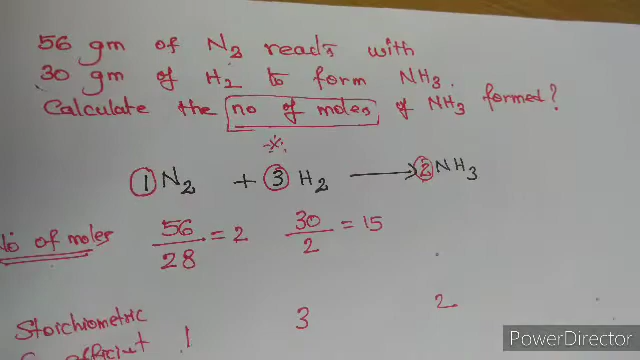 56 gm of N2 reacts with
30 gm of H2 to form NH3.
Calculate the no of moles of NH3 formed?
1 N2 + 3 H2 → 2 NH3
No of moles 56/28 = 2 30/2 = 15
Stoichiometric 3 2
1
PowerDirector